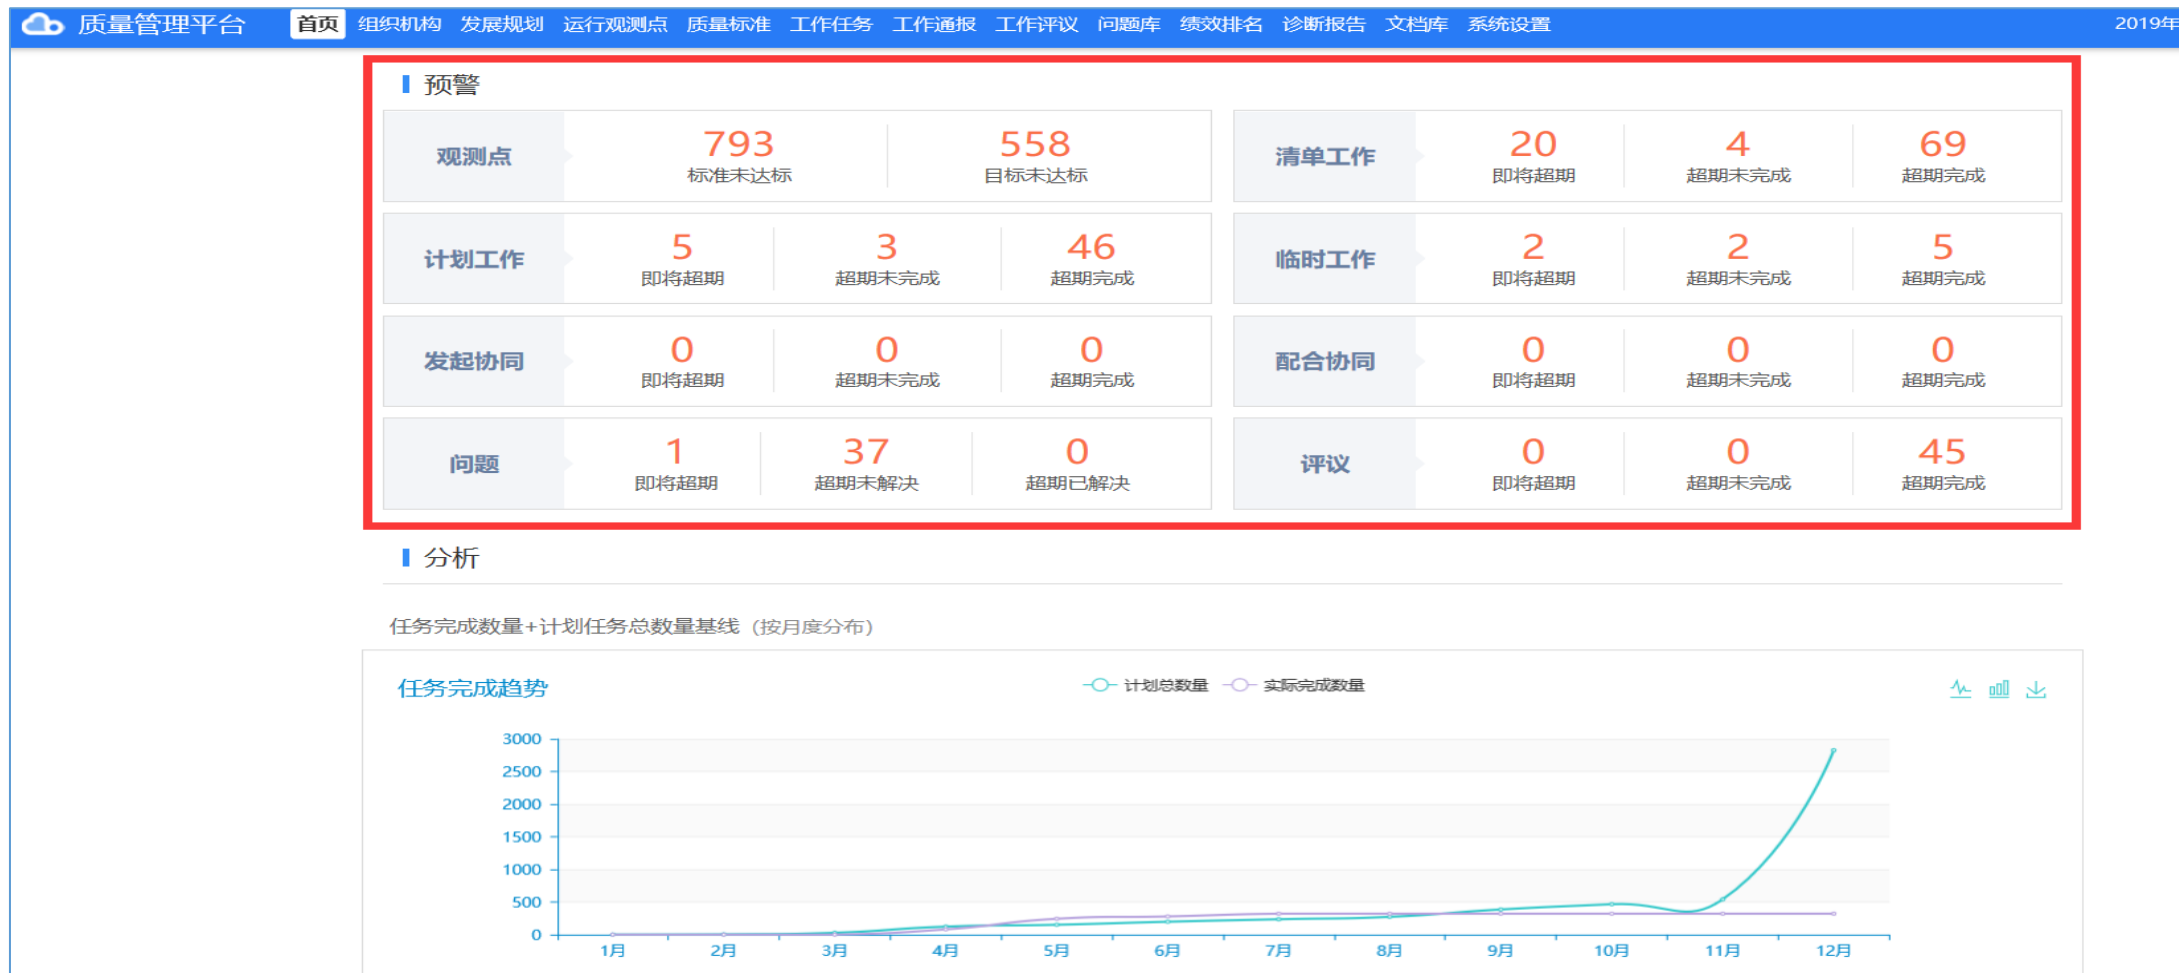 质量管理平台 首页 组织机构 发展规划 运行观测点 质量标准 工作任务 工作通报 工作评议 问题库 绩效排名 诊断报告 文档库 系统设置 2019年
预警
观测点 793 标准未达标 558 目标未达标
清单工作 20 即将超期 4 超期未完成 69 超期完成
计划工作 5 即将超期 3 超期未完成 46 超期完成
临时工作 2 即将超期 2 超期未完成 5 超期完成
发起协同 0 即将超期 0 超期未完成 0 超期完成
配合协同 0 即将超期 0 超期未完成 0 超期完成
问题 1 即将超期 37 超期未解决 0 超期已解决
评议 0 即将超期 0 超期未完成 45 超期完成
分析
任务完成数量+计划任务总数量基线 (按月度分布)
任务完成趋势 计划总数量 实际完成数量
3000
2500
2000
1500
1000
500
0
1月 2月 3月 4月 5月 6月 7月 8月 9月 10月 11月 12月